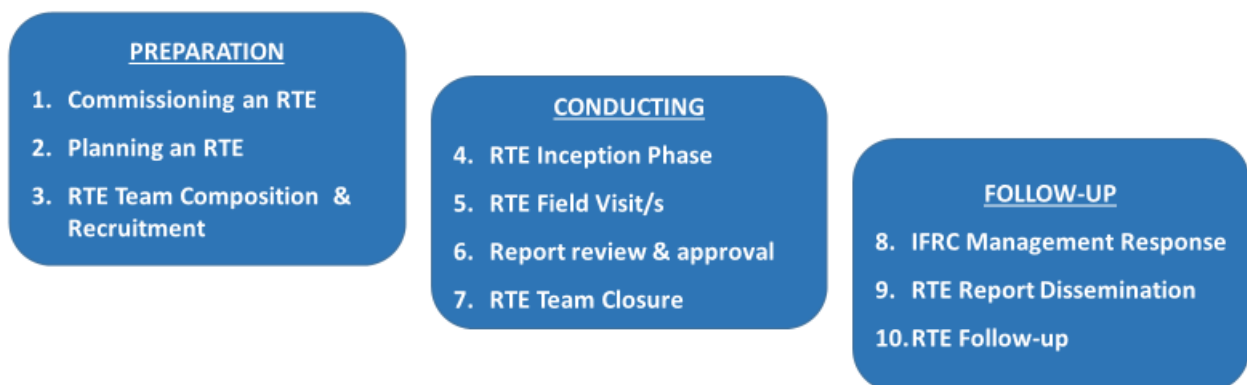 PREPARATION
1. Commissioning an RTE
2. Planning an RTE
3. RTE Team Composition &
Recruitment
CONDUCTING
4. RTE Inception Phase
5. RTE Field Visit/s
6. Report review & approval
7. RTE Team Closure
FOLLOW-UP
8. IFRC Management Response
9. RTE Report Dissemination
10. RTE Follow-up